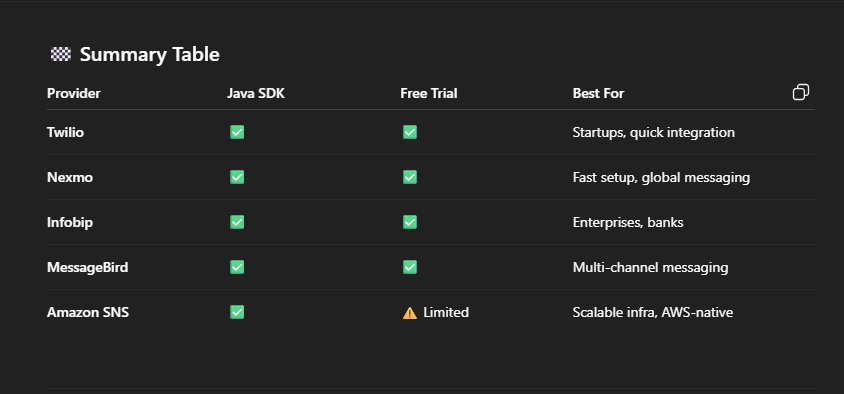 🏁 Summary Table
Provider Java SDK Free Trial Best For
Twilio ✅ ✅ Startups, quick integration
Nexmo ✅ ✅ Fast setup, global messaging
Infobip ✅ ✅ Enterprises, banks
MessageBird ✅ ✅ Multi-channel messaging
Amazon SNS ✅ ⚠️ Limited Scalable infra, AWS-native